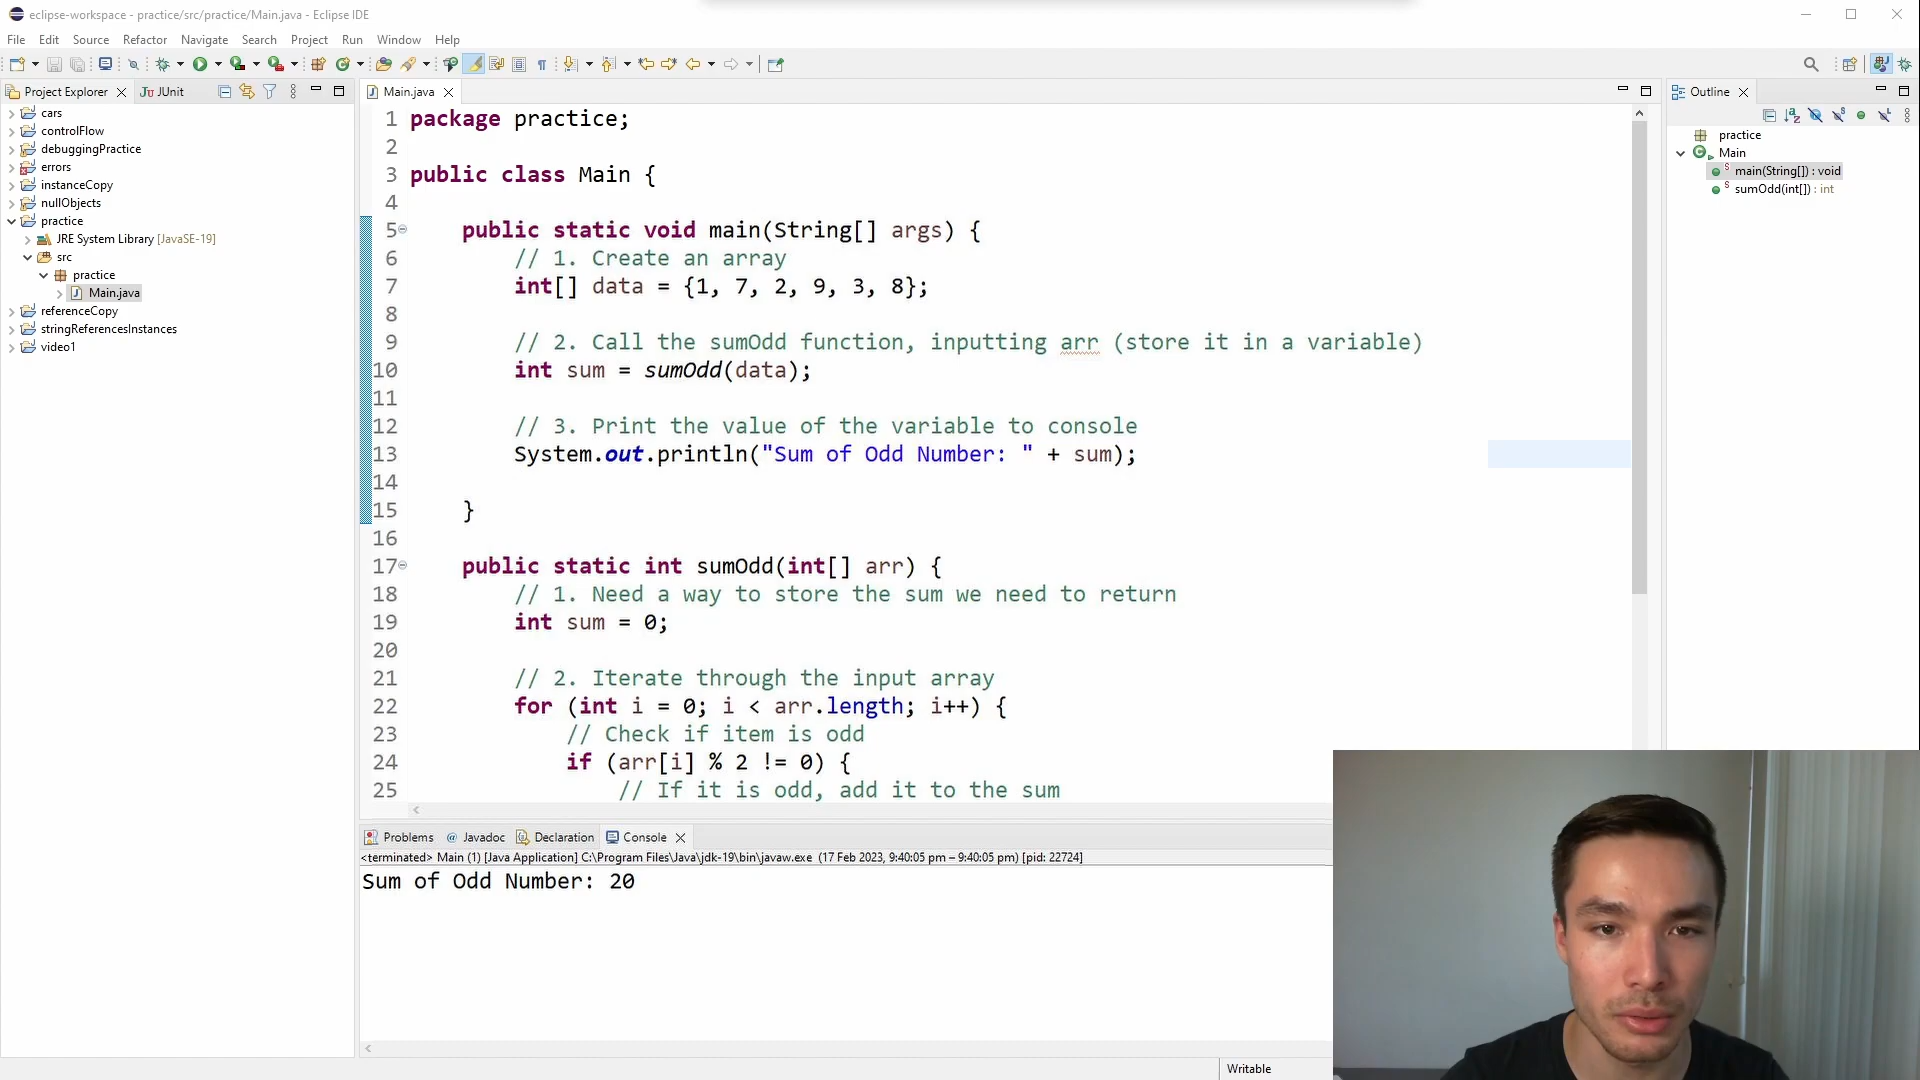 eclipse-workspace - practice/src/practice/Main.java - Eclipse IDE
File Edit Source Refactor Navigate Search Project Run Window Help
Project Explorer JUnit
cars
controlFlow
debuggingPractice
errors
instanceCopy
nullObjects
practice
JRE System Library [JavaSE-19]
src
practice
Main.java
referenceCopy
stringReferencesInstances
video1
Main.java
1 package practice;
2
3 public class Main {
4
5 public static void main(String[] args) {
6 // 1. Create an array
7 int[] data = {1, 7, 2, 9, 3, 8};
8
9 // 2. Call the sumOdd function, inputting arr (store it in a variable)
10 int sum = sumOdd(data);
11
12 // 3. Print the value of the variable to console
13 System.out.println("Sum of Odd Number: " + sum);
14
15 }
16
17 public static int sumOdd(int[] arr) {
18 // 1. Need a way to store the sum we need to return
19 int sum = 0;
20
21 // 2. Iterate through the input array
22 for (int i = 0; i < arr.length; i++) {
23 // Check if item is odd
24 if (arr[i] % 2 != 0) {
25 // If it is odd, add it to the sum
Outline
practice
Main
main(String[]) : void
sumOdd(int[]) : int
Problems Javadoc Declaration Console
<terminated> Main (1) [Java Application] C:\Program Files\Java\jdk-19\bin\javaw.exe (17 Feb 2023, 9:40:05 pm – 9:40:05 pm) [pid: 22724]
Sum of Odd Number: 20
Writable